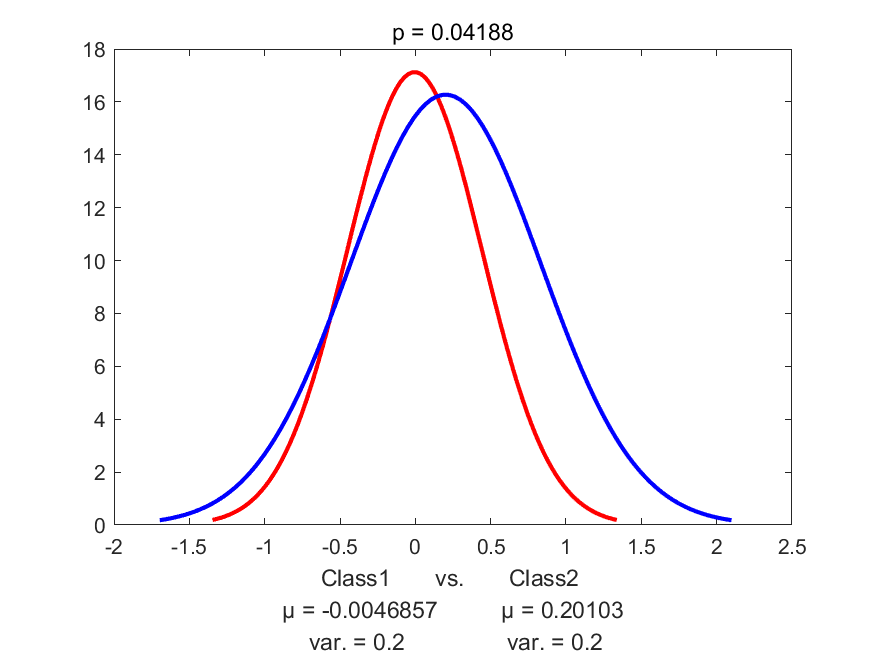 p = 0.04188
18
16
14
12
10
8
6
4
2
0
-2 -1.5 -1 -0.5 0 0.5 1 1.5 2 2.5
Class1 vs. Class2
μ = -0.0046857 μ = 0.20103
var. = 0.2 var. = 0.2